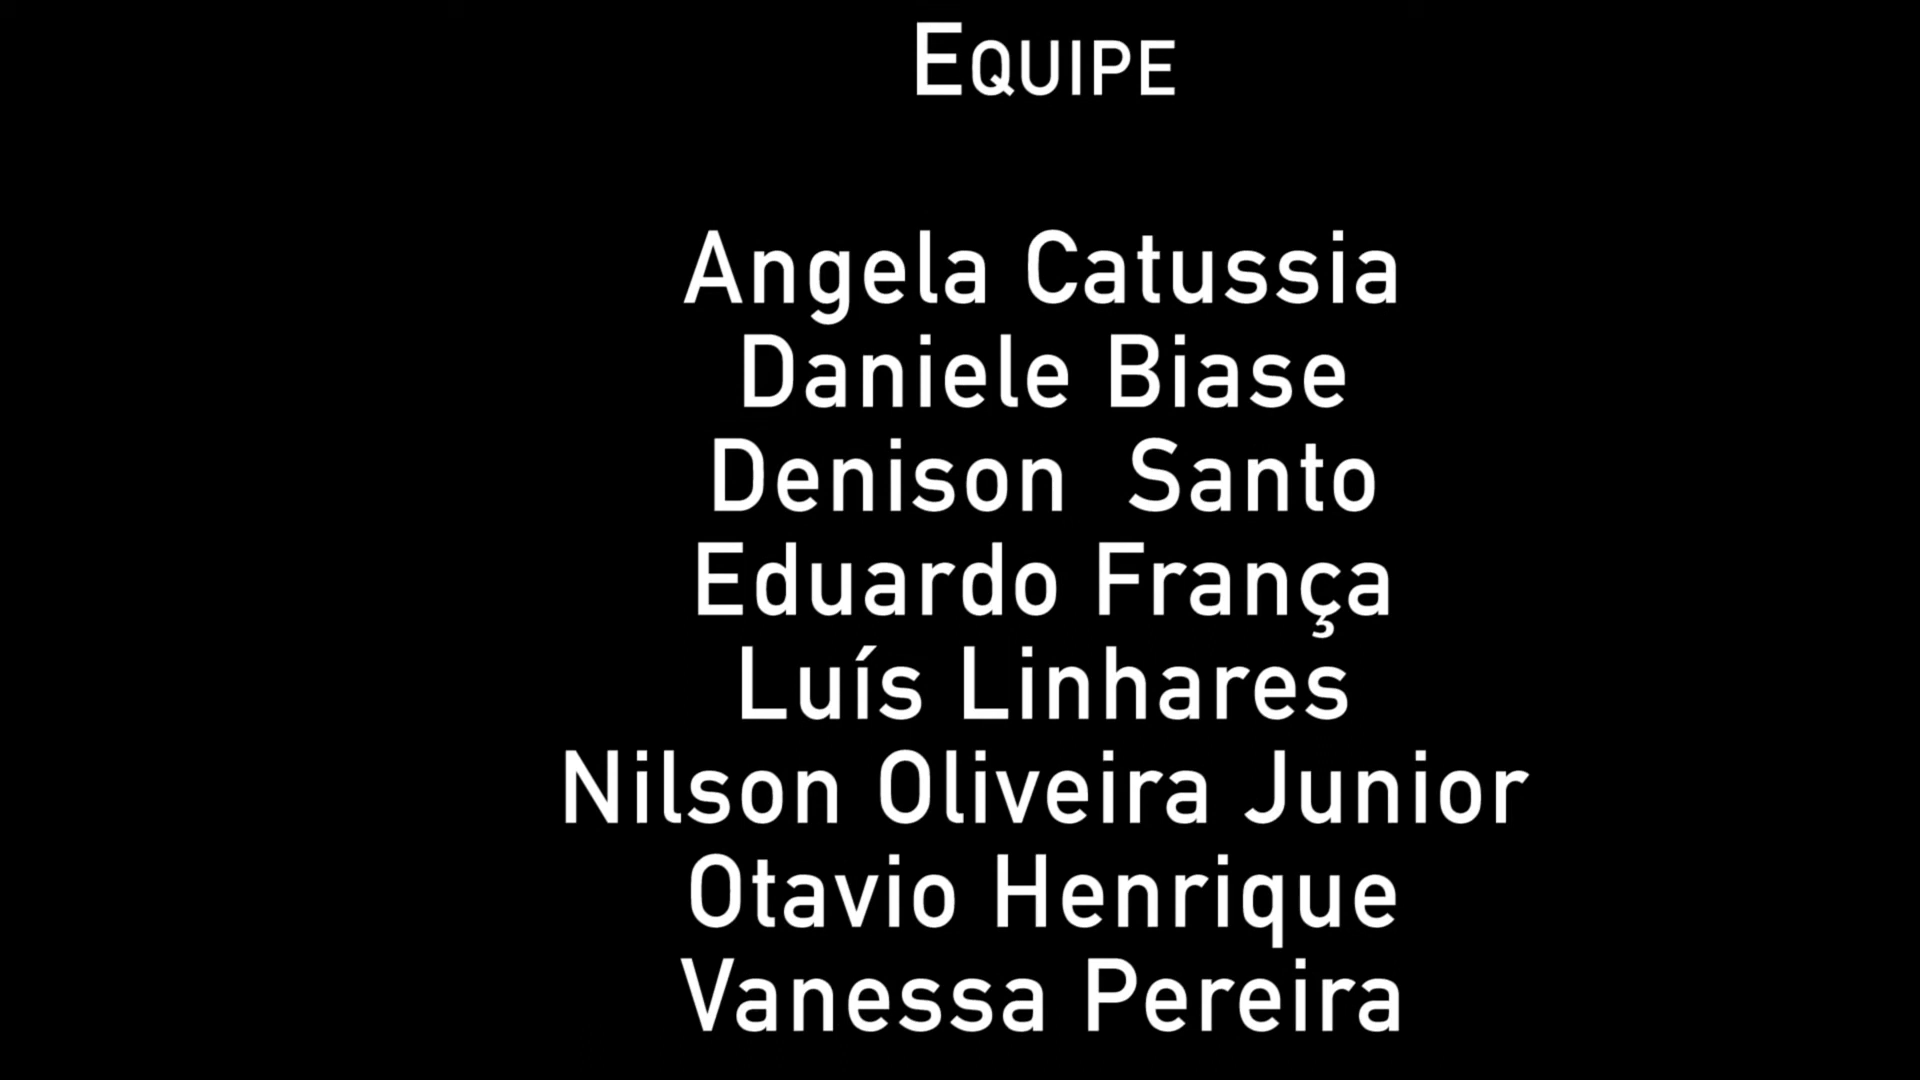 EQUIPE
Angela Catussia
Daniele Biase
Denison  Santo
Eduardo França
Luís Linhares
Nilson Oliveira Junior
Otavio Henrique
Vanessa Pereira